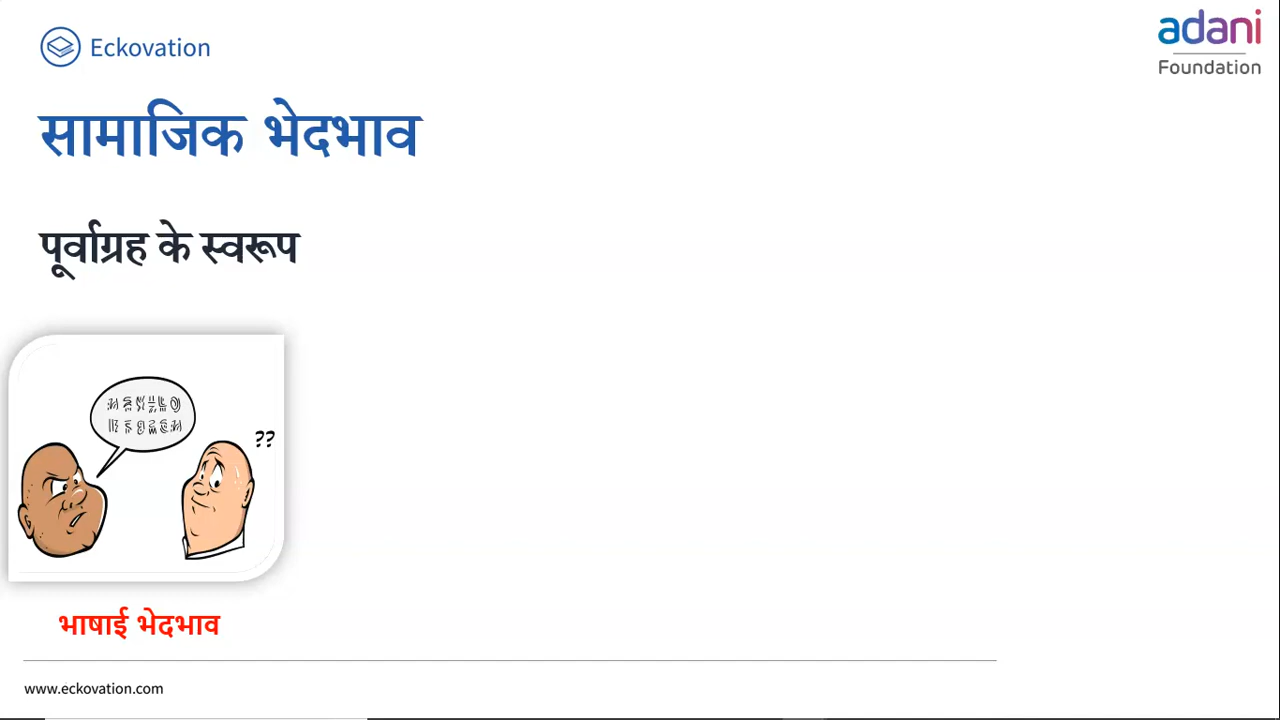 Eckovation
adani
Foundation
सामाजिक भेदभाव
पूर्वाग्रह के स्वरूप
??
भाषाई भेदभाव
www.eckovation.com